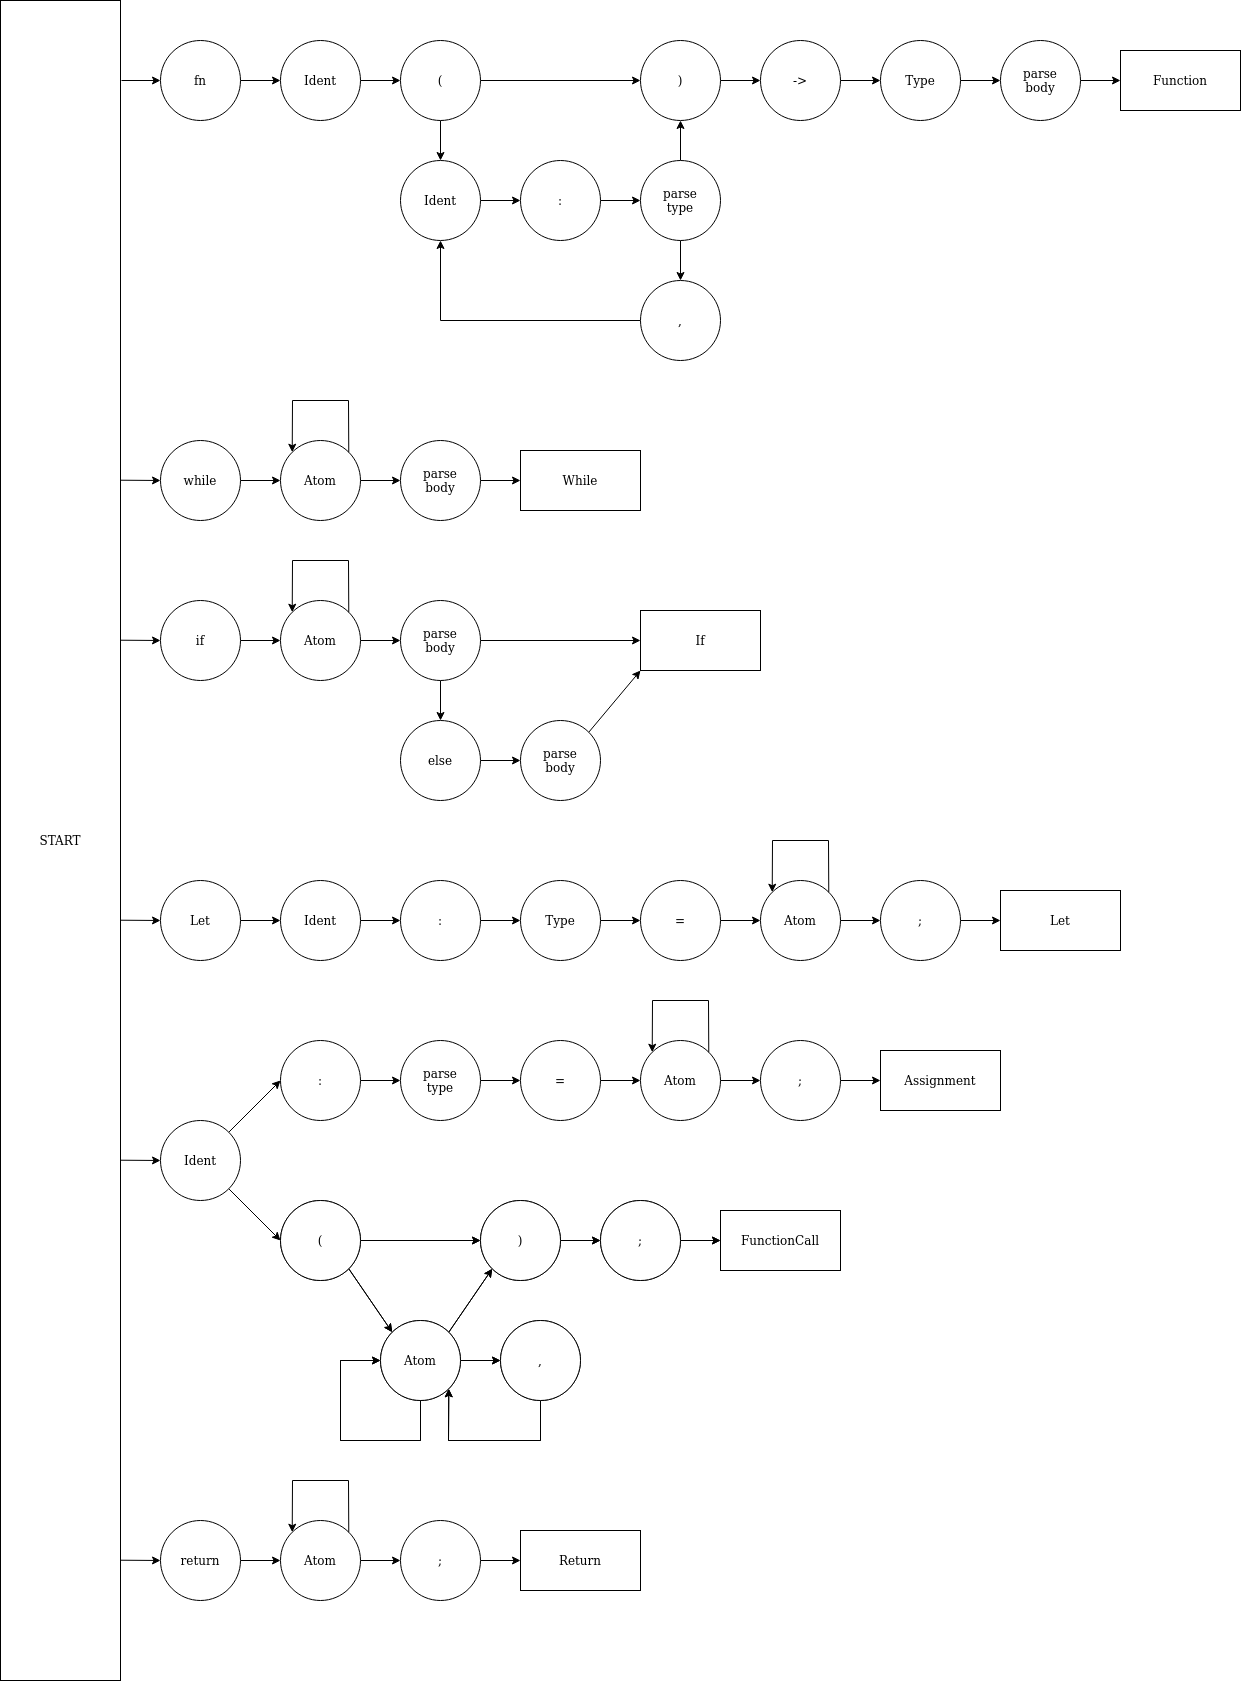 fn
Ident
(
)
->
Type
parse
body
Function
Ident
:
parse
type
,
while
Atom
parse
body
While
if
Atom
parse
body
If
else
parse
body
START
Let
Ident
:
Type
=
Atom
;
Let
:
parse
type
=
Atom
;
Assignment
Ident
(
)
;
FunctionCall
Atom
,
return
Atom
;
Return